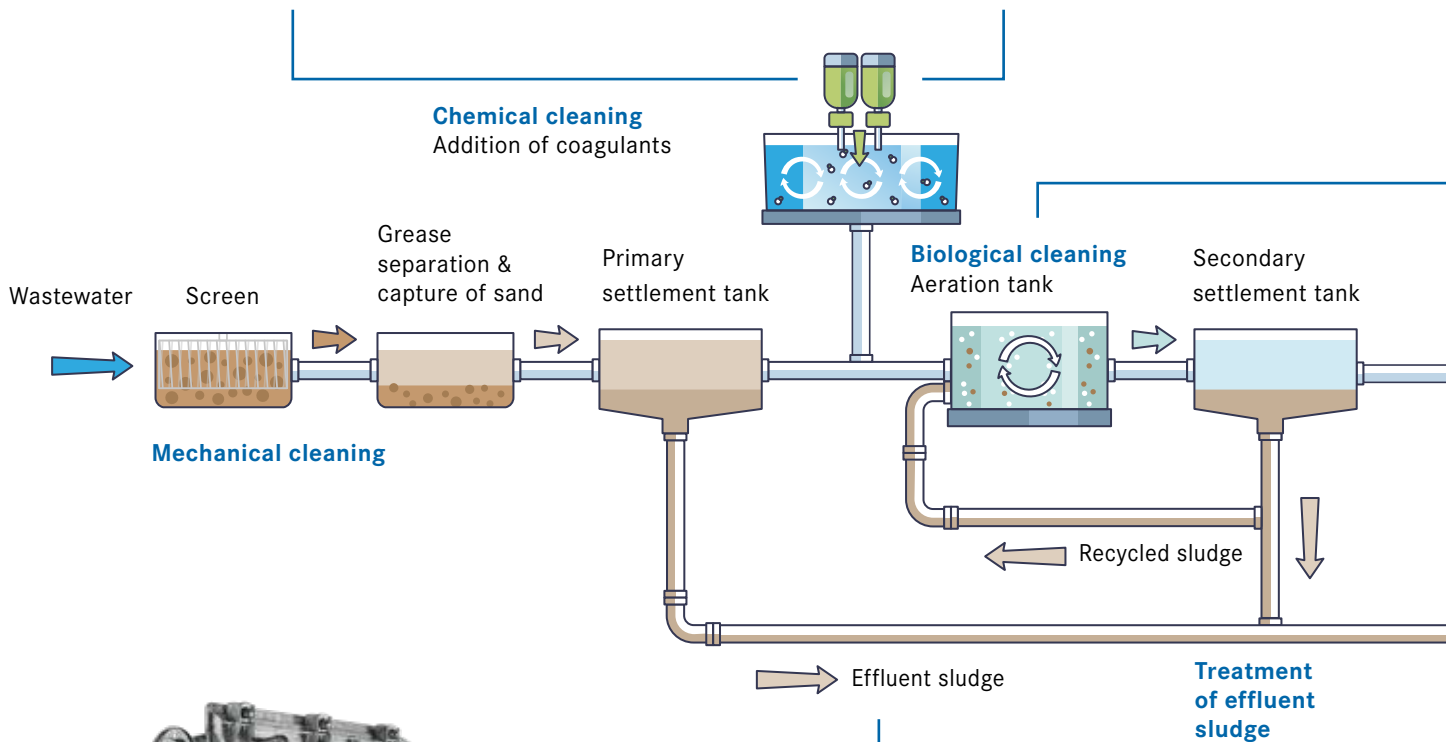 Chemical cleaning
Addition of coagulants
Grease
separation &
capture of sand
Primary
settlement tank
Biological cleaning
Aeration tank
Secondary
settlement tank
Wastewater
Screen
Mechanical cleaning
Recycled sludge
Effluent sludge
Treatment
of effluent
sludge